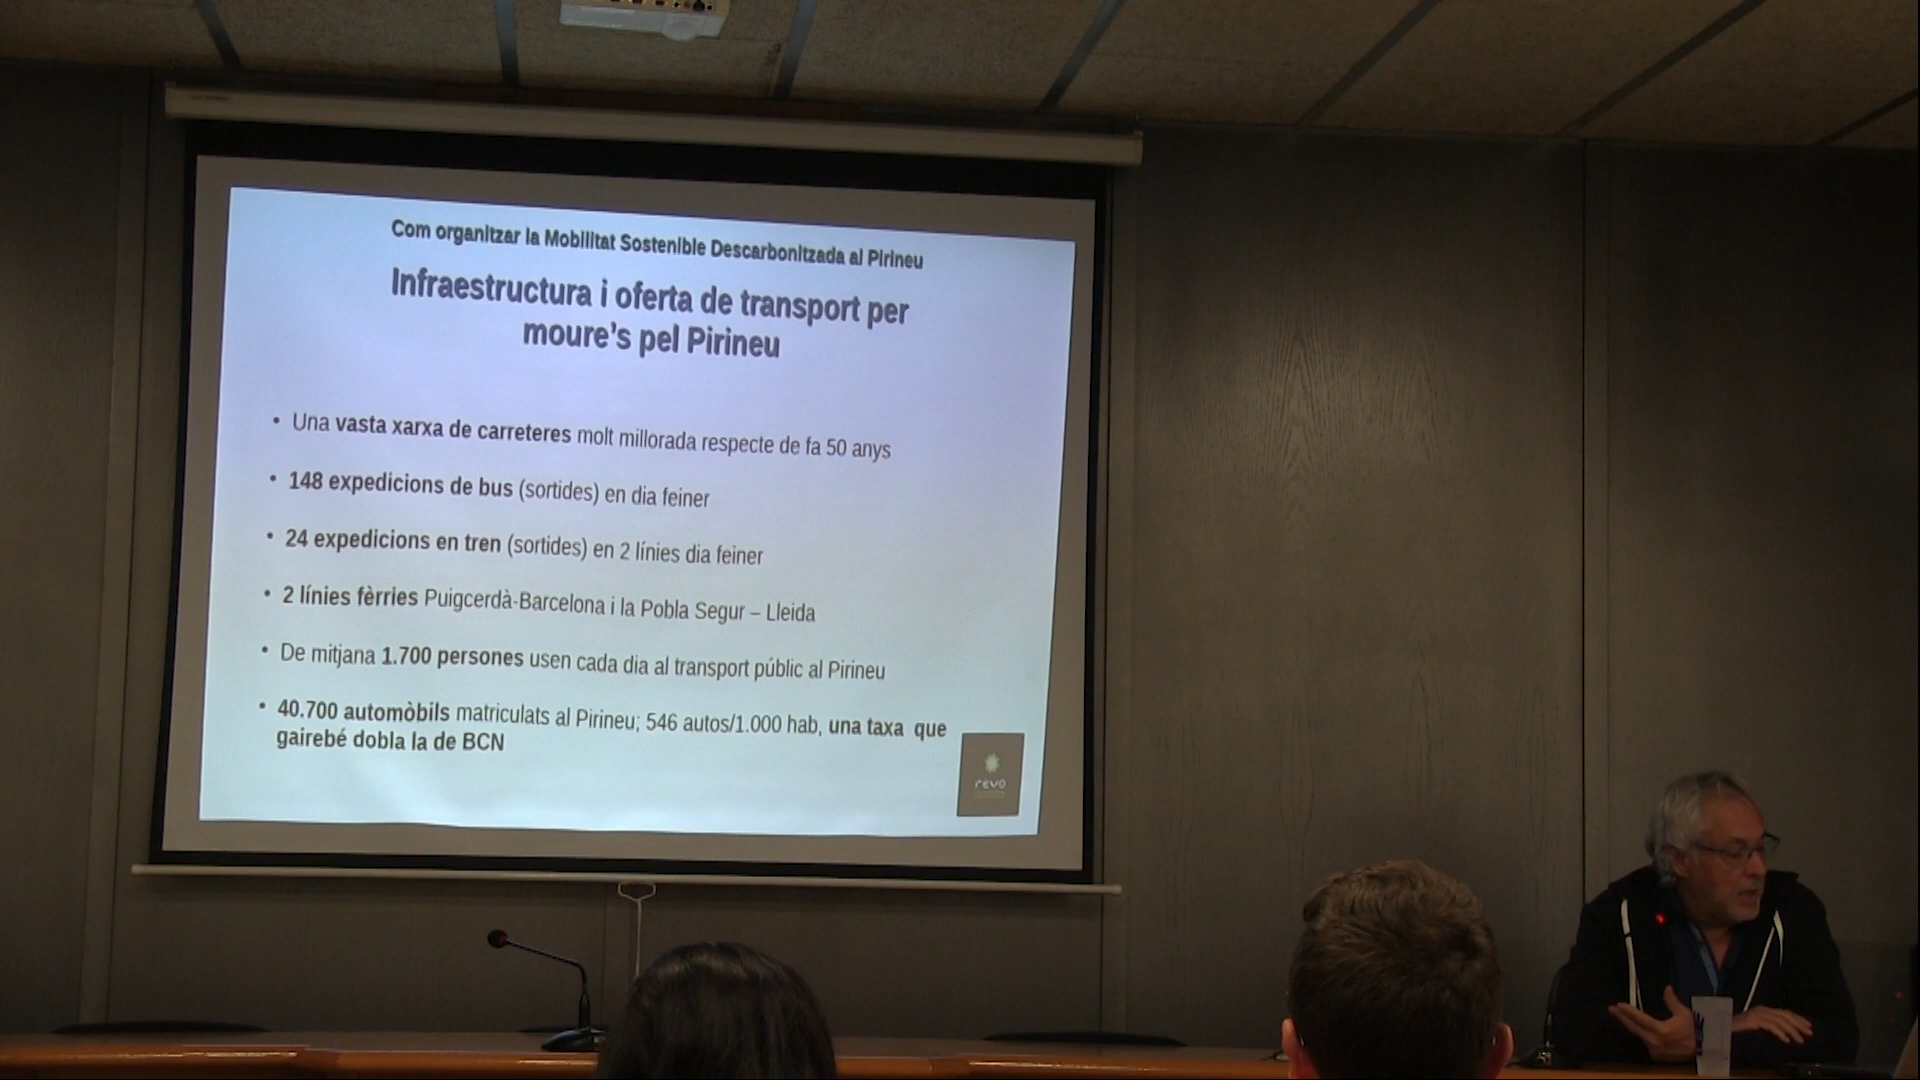 Com organitzar la Mobilitat Sostenible Descarbonitzada al Pirineu
Infraestructura i oferta de transport per
moure's pel Pirineu
• Una vasta xarxa de carreteres molt millorada respecte de fa 50 anys
• 148 expedicions de bus (sortides) en dia feiner
• 24 expedicions en tren (sortides) en 2 línies dia feiner
• 2 línies fèrries Puigcerdà-Barcelona i la Pobla Segur – Lleida
• De mitjana 1.700 persones usen cada dia al transport públic al Pirineu
• 40.700 automòbils matriculats al Pirineu; 546 autos/1.000 hab, una taxa que
gairebé dobla la de BCN
revo